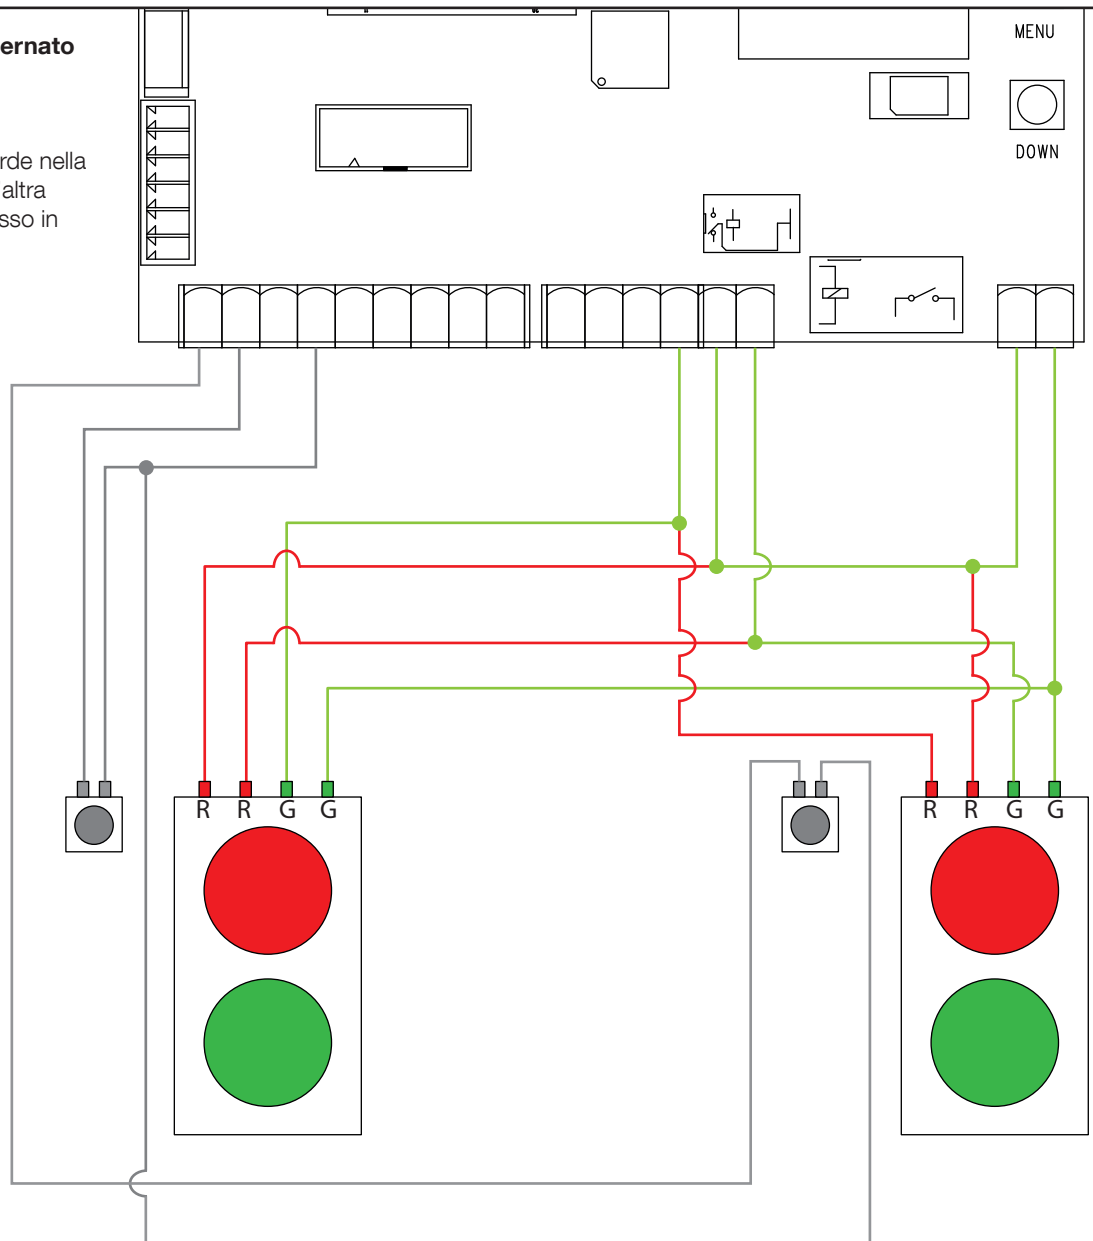 ernato
rde nella
altra
sso in
MENU
DOWN
R R G G
R R G G